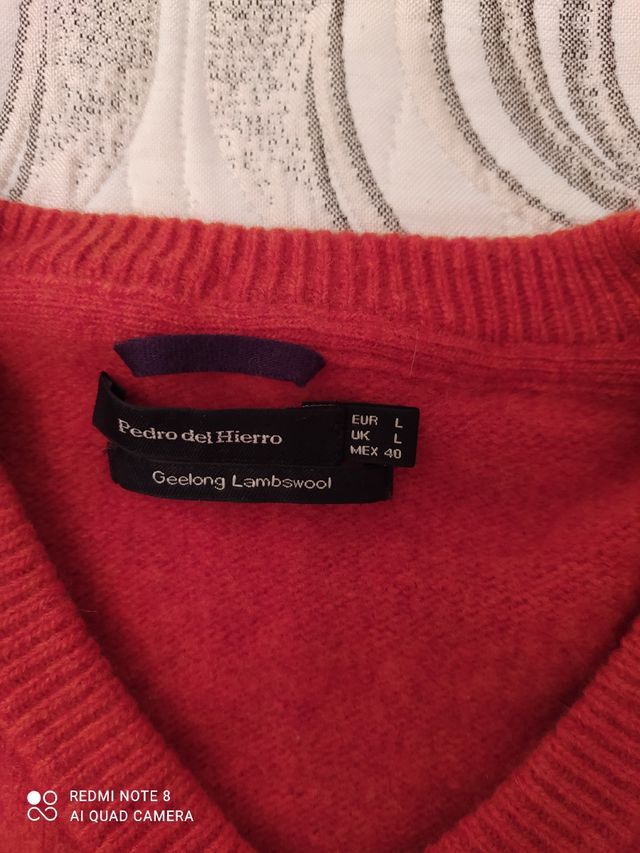 Pedro del Hierro
EUR L
UK L
MEX 40
Geelong Lambswool
REDMI NOTE 8
AI QUAD CAMERA